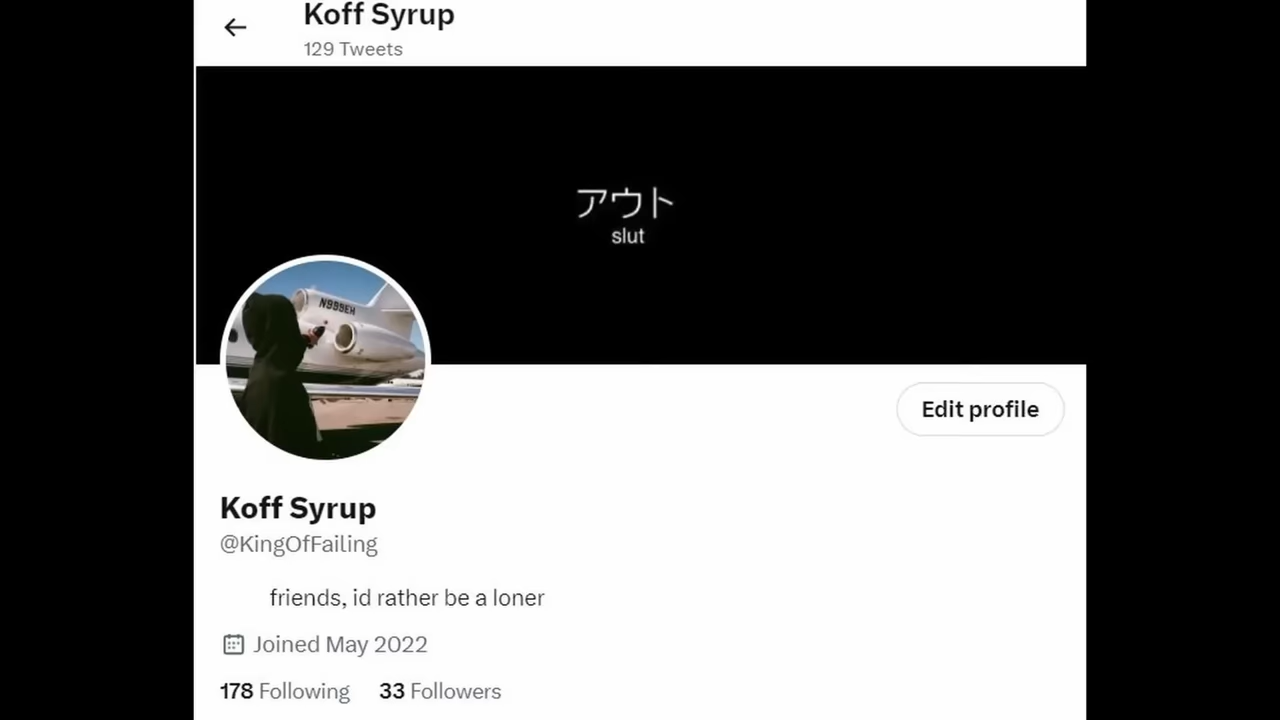 Koff Syrup
129 Tweets
アウト
slut
N999EH
Edit profile
Koff Syrup
@KingOfFailing
friends, id rather be a loner
Joined May 2022
178 Following 33 Followers